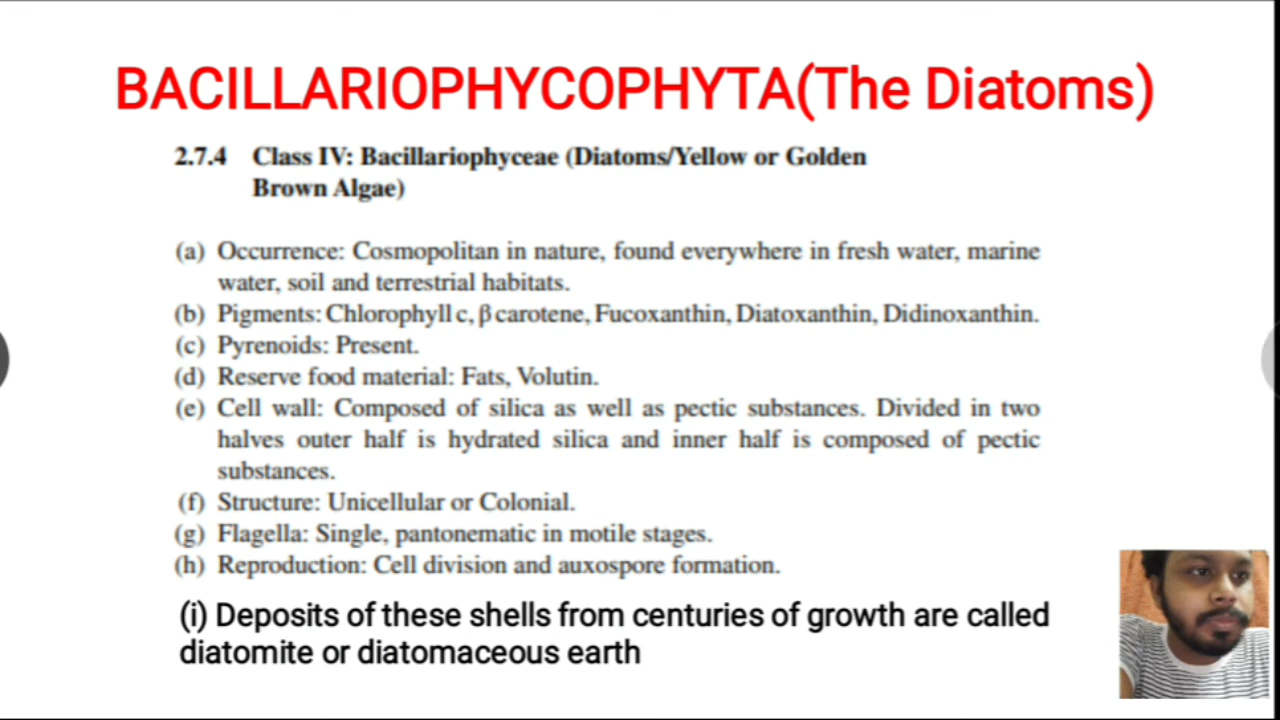 BACILLARIOPHYCOPHYTA(The Diatoms)
2.7.4 Class IV: Bacillariophyceae (Diatoms/Yellow or Golden
Brown Algae)
(a) Occurrence: Cosmopolitan in nature, found everywhere in fresh water, marine
water, soil and terrestrial habitats.
(b) Pigments: Chlorophyll c, β carotene, Fucoxanthin, Diatoxanthin, Didinoxanthin.
(c) Pyrenoids: Present.
(d) Reserve food material: Fats, Volutin.
(e) Cell wall: Composed of silica as well as pectic substances. Divided in two
halves outer half is hydrated silica and inner half is composed of pectic
substances.
(f) Structure: Unicellular or Colonial.
(g) Flagella: Single, pantonematic in motile stages.
(h) Reproduction: Cell division and auxospore formation.
(i) Deposits of these shells from centuries of growth are called
diatomite or diatomaceous earth